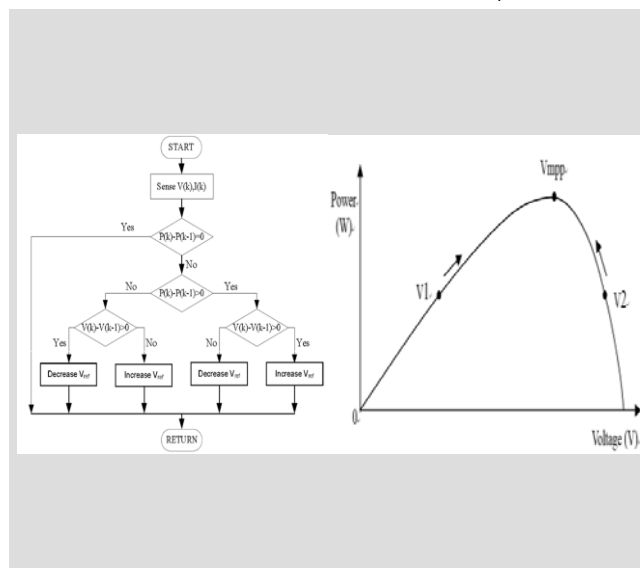 START
Sense V(k),I(k)
Yes
P(k)-P(k-1)=0
No
No
P(k)-P(k-1)>0
Yes
V(k)-V(k-1)>0
V(k)-V(k-1)>0
Yes
No
No
Yes
Decrease Vref
Increase Vref
Decrease Vref
Increase Vref
RETURN
Vmpp
Power
(W)
V1
V2
0
Voltage (V)